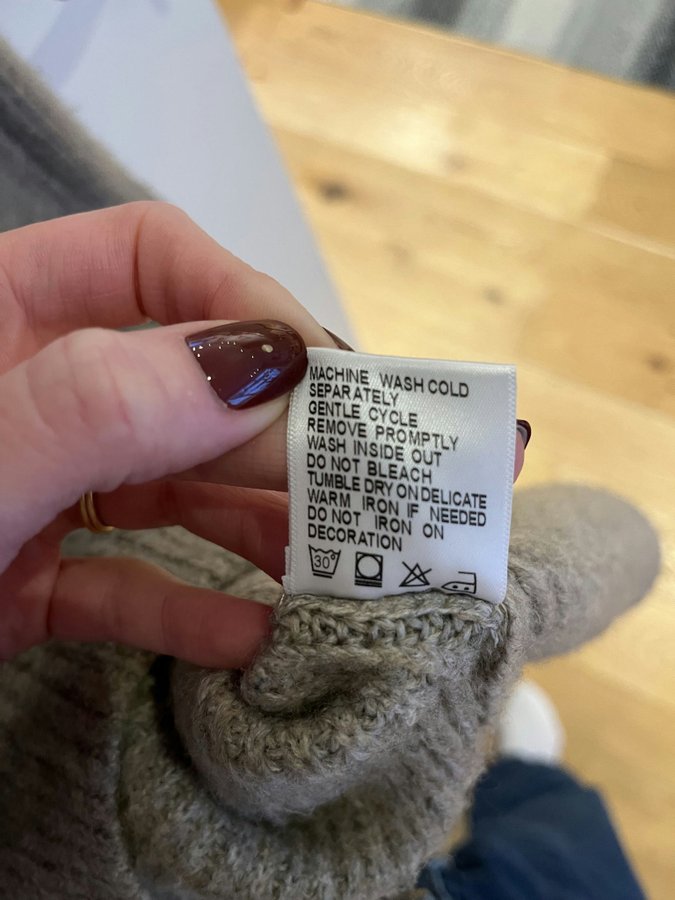 MACHINE WASH COLD
SEPARATELY
GENTLE CYCLE
REMOVE PROMPTLY
WASH INSIDE OUT
DO NOT BLEACH
TUMBLE DRY ON DELICATE
WARM IRON IF NEEDED
DO NOT IRON ON
DECORATION
30°